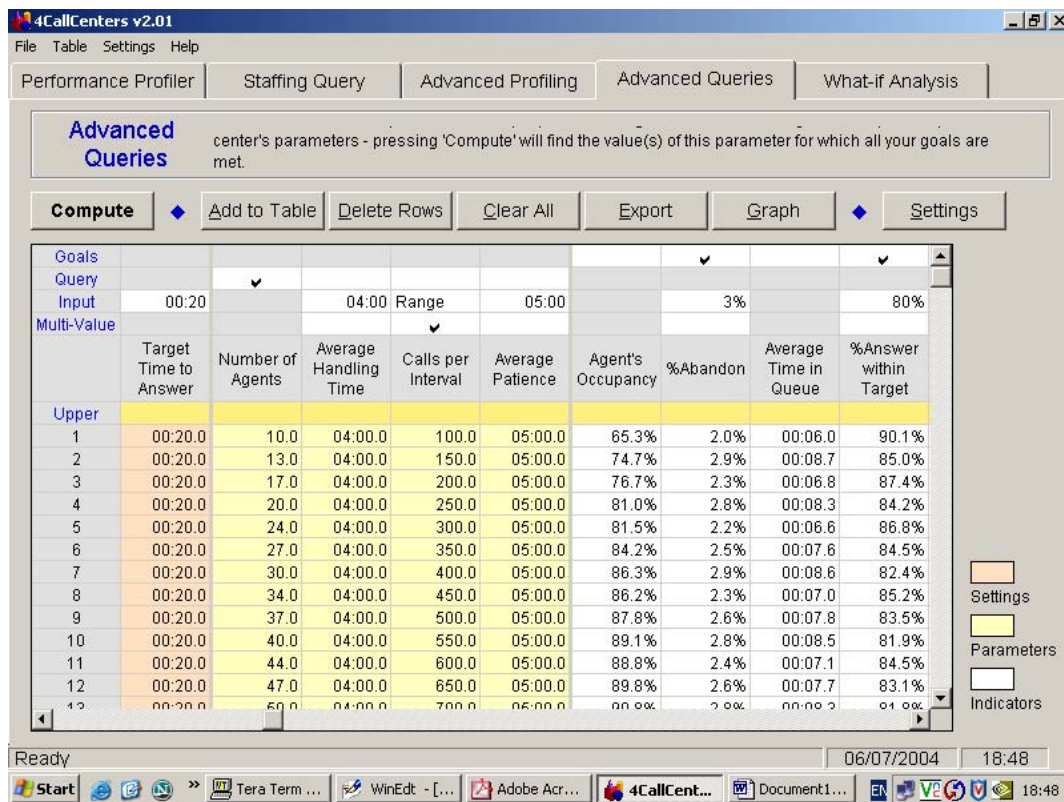 4CallCenters v2.01
File Table Settings Help
Performance Profiler Staffing Query Advanced Profiling Advanced Queries What-if Analysis
Advanced Queries
center's parameters - pressing 'Compute' will find the value(s) of this parameter for which all your goals are
met.
Compute Add to Table Delete Rows Clear All Export Graph Settings
Goals
Query
Input 00:20 04:00 Range 05:00 3% 80%
Multi-Value
Target Time to Answer Number of Agents Average Handling Time Calls per Interval Average Patience Agent's Occupancy %Abandon Average Time in Queue %Answer within Target
Upper
1 00:20.0 10.0 04:00.0 100.0 05:00.0 65.3% 2.0% 00:06.0 90.1%
2 00:20.0 13.0 04:00.0 150.0 05:00.0 74.7% 2.9% 00:08.7 85.0%
3 00:20.0 17.0 04:00.0 200.0 05:00.0 76.7% 2.3% 00:06.8 87.4%
4 00:20.0 20.0 04:00.0 250.0 05:00.0 81.0% 2.8% 00:08.3 84.2%
5 00:20.0 24.0 04:00.0 300.0 05:00.0 81.5% 2.2% 00:06.6 86.8%
6 00:20.0 27.0 04:00.0 350.0 05:00.0 84.2% 2.5% 00:07.6 84.5%
7 00:20.0 30.0 04:00.0 400.0 05:00.0 86.3% 2.9% 00:08.6 82.4%
8 00:20.0 34.0 04:00.0 450.0 05:00.0 86.2% 2.3% 00:07.0 85.2%
9 00:20.0 37.0 04:00.0 500.0 05:00.0 87.8% 2.6% 00:07.8 83.5%
10 00:20.0 40.0 04:00.0 550.0 05:00.0 89.1% 2.8% 00:08.5 81.9%
11 00:20.0 44.0 04:00.0 600.0 05:00.0 88.8% 2.4% 00:07.1 84.5%
12 00:20.0 47.0 04:00.0 650.0 05:00.0 89.8% 2.6% 00:07.7 83.1%
Settings
Parameters
Indicators
Ready 06/07/2004 18:48
Start Tera Term ... WinEdt - [... Adobe Acr... 4CallCent... Document1... EN 18:48